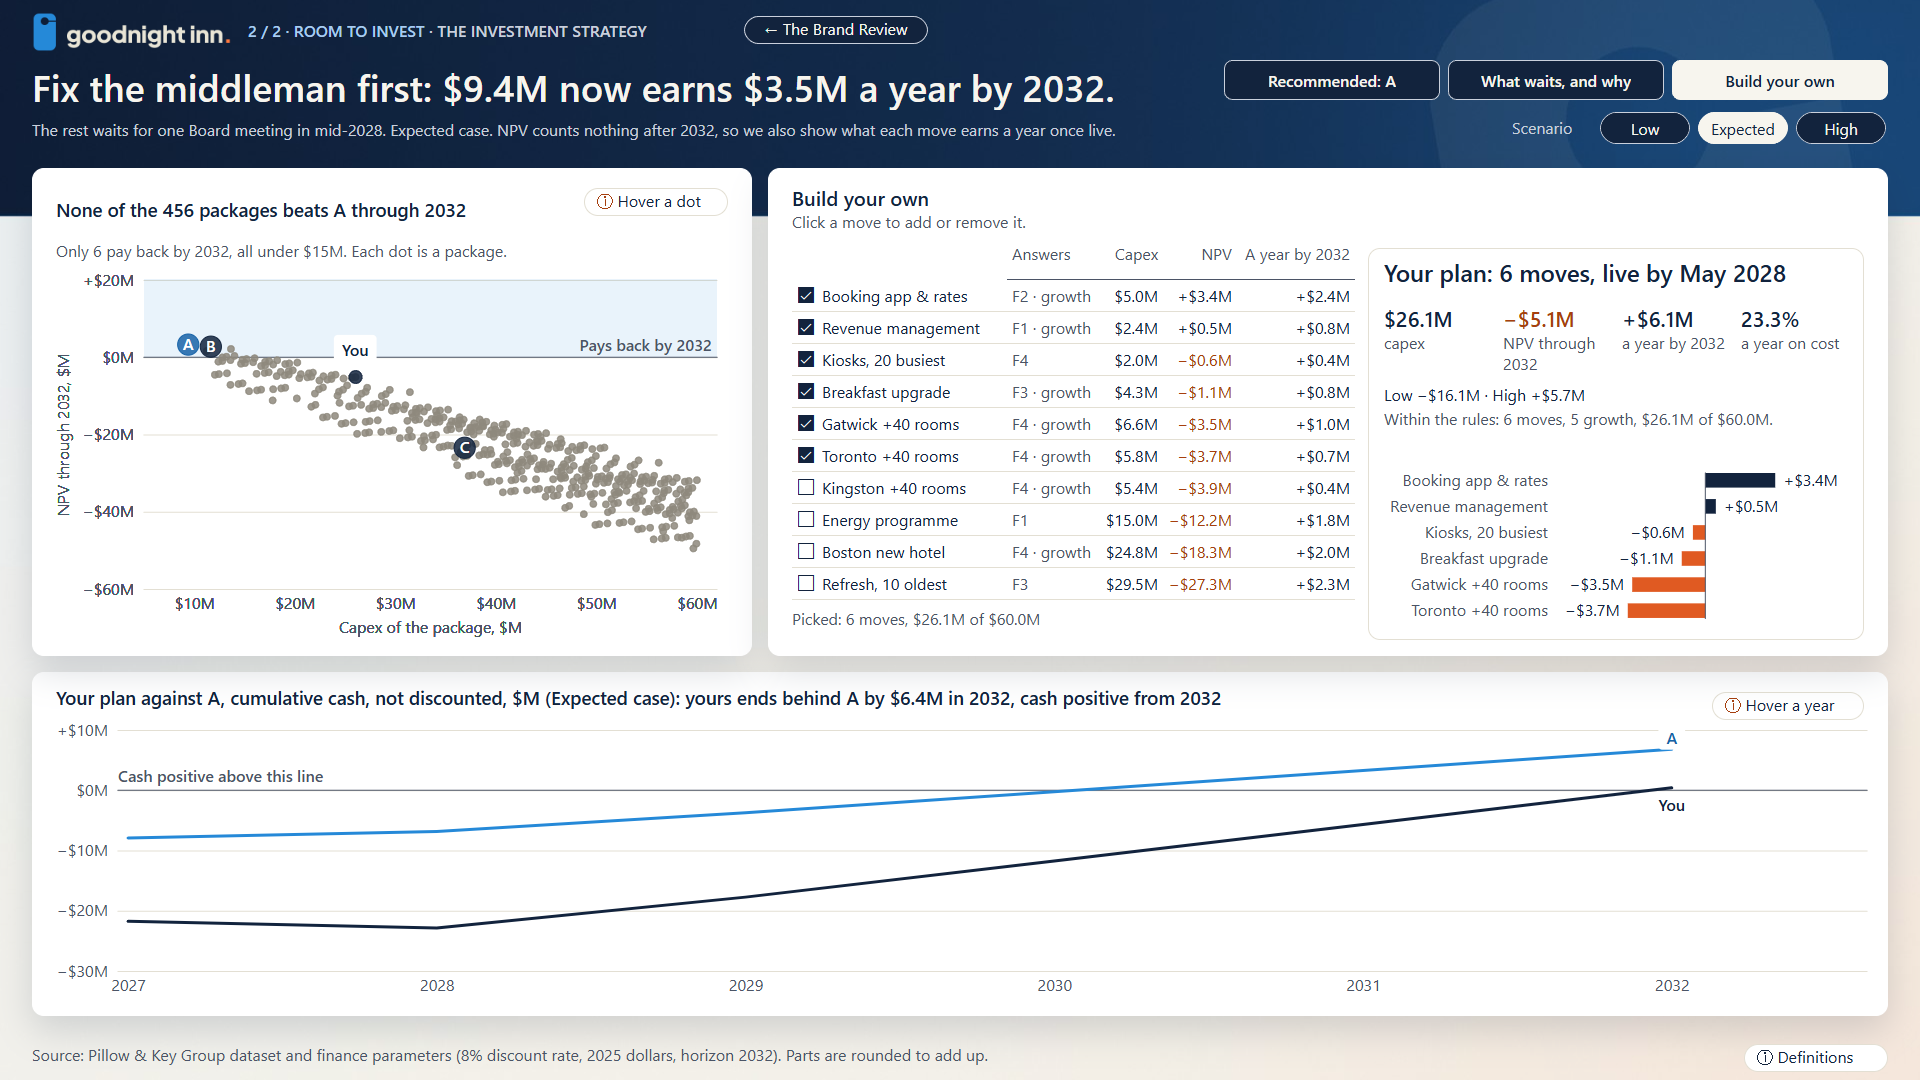 goodnight inn.
2 / 2 · ROOM TO INVEST · THE INVESTMENT STRATEGY
← The Brand Review
Fix the middleman first: $9.4M now earns $3.5M a year by 2032.
The rest waits for one Board meeting in mid-2028. Expected case. NPV counts nothing after 2032, so we also show what each move earns a year once live.
Recommended: A
What waits, and why
Build your own
Scenario
Low
Expected
High
None of the 456 packages beats A through 2032
ⓘ Hover a dot
Only 6 pay back by 2032, all under $15M. Each dot is a package.
NPV through 2032, $M
+$20M
$0M
−$20M
−$40M
−$60M
A
B
C
You
Pays back by 2032
$10M
$20M
$30M
$40M
$50M
$60M
Capex of the package, $M
Build your own
Click a move to add or remove it.
Answers Capex NPV A year by 2032
Booking app & rates F2 · growth $5.0M +$3.4M +$2.4M
Revenue management F1 · growth $2.4M +$0.5M +$0.8M
Kiosks, 20 busiest F4 $2.0M −$0.6M +$0.4M
Breakfast upgrade F3 · growth $4.3M −$1.1M +$0.8M
Gatwick +40 rooms F4 · growth $6.6M −$3.5M +$1.0M
Toronto +40 rooms F4 · growth $5.8M −$3.7M +$0.7M
Kingston +40 rooms F4 · growth $5.4M −$3.9M +$0.4M
Energy programme F1 $15.0M −$12.2M +$1.8M
Boston new hotel F4 · growth $24.8M −$18.3M +$2.0M
Refresh, 10 oldest F3 $29.5M −$27.3M +$2.3M
Picked: 6 moves, $26.1M of $60.0M
Your plan: 6 moves, live by May 2028
$26.1M −$5.1M +$6.1M 23.3%
capex NPV through 2032 a year by 2032 a year on cost
Low −$16.1M · High +$5.7M
Within the rules: 6 moves, 5 growth, $26.1M of $60.0M.
Booking app & rates +$3.4M
Revenue management +$0.5M
Kiosks, 20 busiest −$0.6M
Breakfast upgrade −$1.1M
Gatwick +40 rooms −$3.5M
Toronto +40 rooms −$3.7M
Your plan against A, cumulative cash, not discounted, $M (Expected case): yours ends behind A by $6.4M in 2032, cash positive from 2032
ⓘ Hover a year
+$10M
$0M
−$10M
−$20M
−$30M
Cash positive above this line
A
You
2027
2028
2029
2030
2031
2032
Source: Pillow & Key Group dataset and finance parameters (8% discount rate, 2025 dollars, horizon 2032). Parts are rounded to add up.
ⓘ Definitions